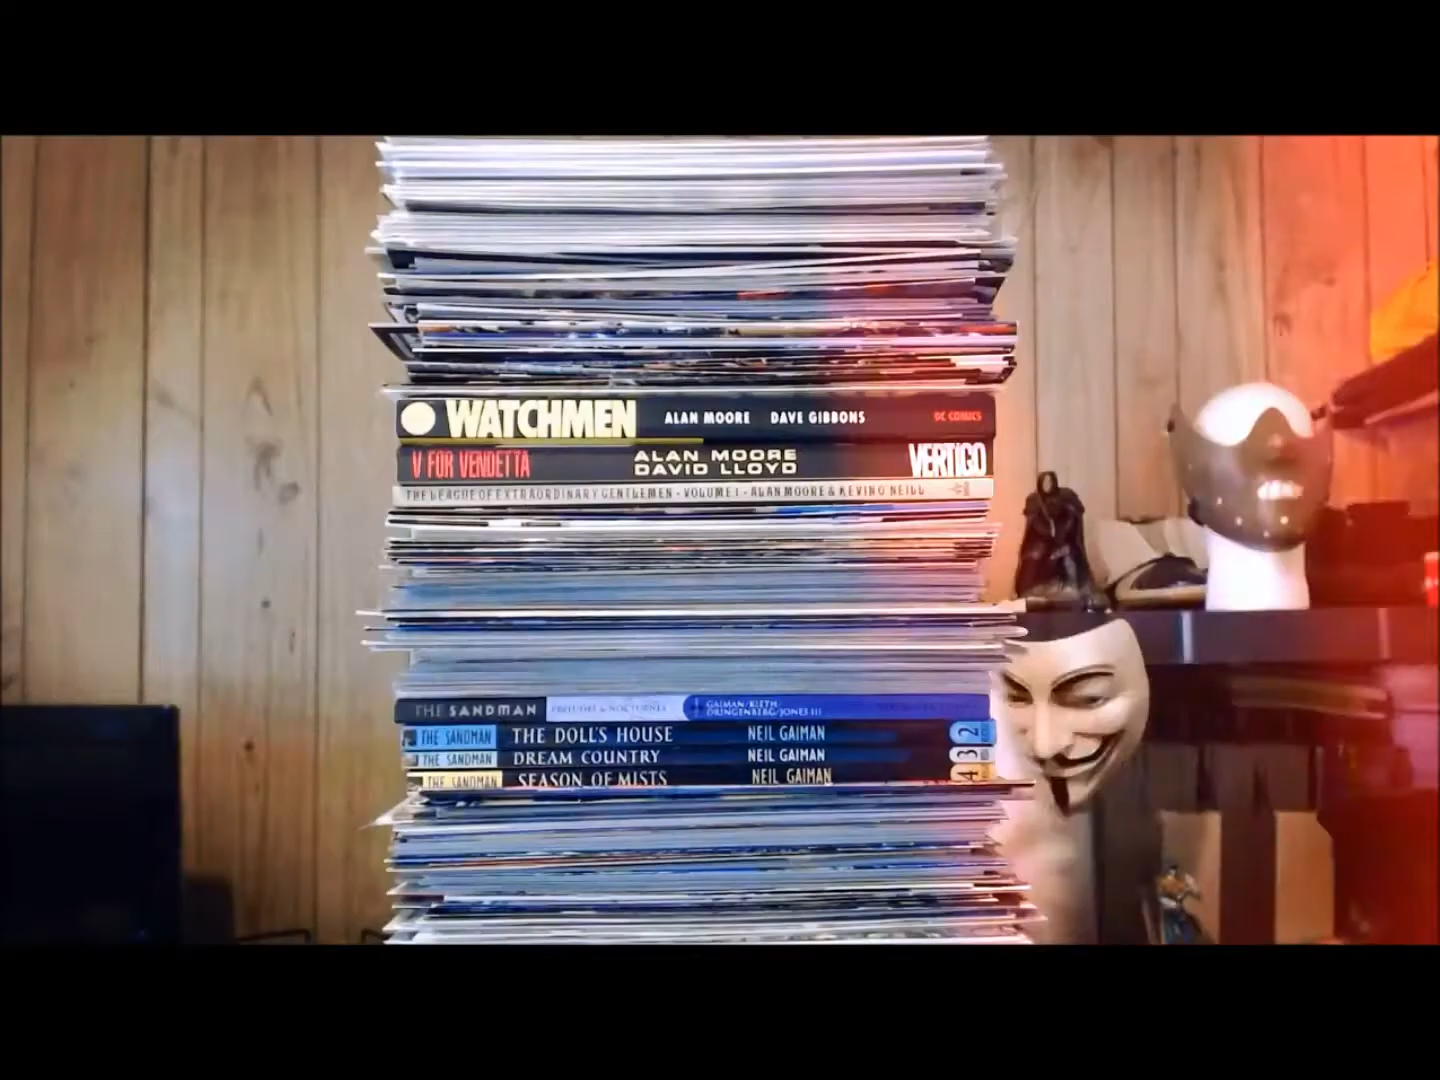 WATCHMEN ALAN MOORE DAVE GIBBONS DC COMICS
V FOR VENDETTA ALAN MOORE DAVID LLOYD VERTIGO
THE LEAGUE OF EXTRAORDINARY GENTLEMEN - VOLUME I - ALAN MOORE & KEVIN O'NEILL
THE SANDMAN PRELUDES & NOCTURNES GAIMAN/KIETH DRINGENBERG/JONES III
THE SANDMAN THE DOLL'S HOUSE NEIL GAIMAN 2
THE SANDMAN DREAM COUNTRY NEIL GAIMAN 3
THE SANDMAN SEASON OF MISTS NEIL GAIMAN 4